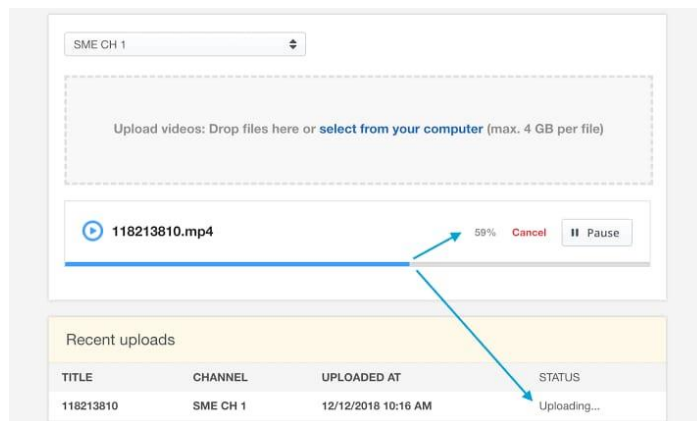 SME CH 1
Upload videos: Drop files here or select from your computer (max. 4 GB per file)
118213810.mp4 59% Cancel Pause
Recent uploads
TITLE CHANNEL UPLOADED AT STATUS
118213810 SME CH 1 12/12/2018 10:16 AM Uploading...